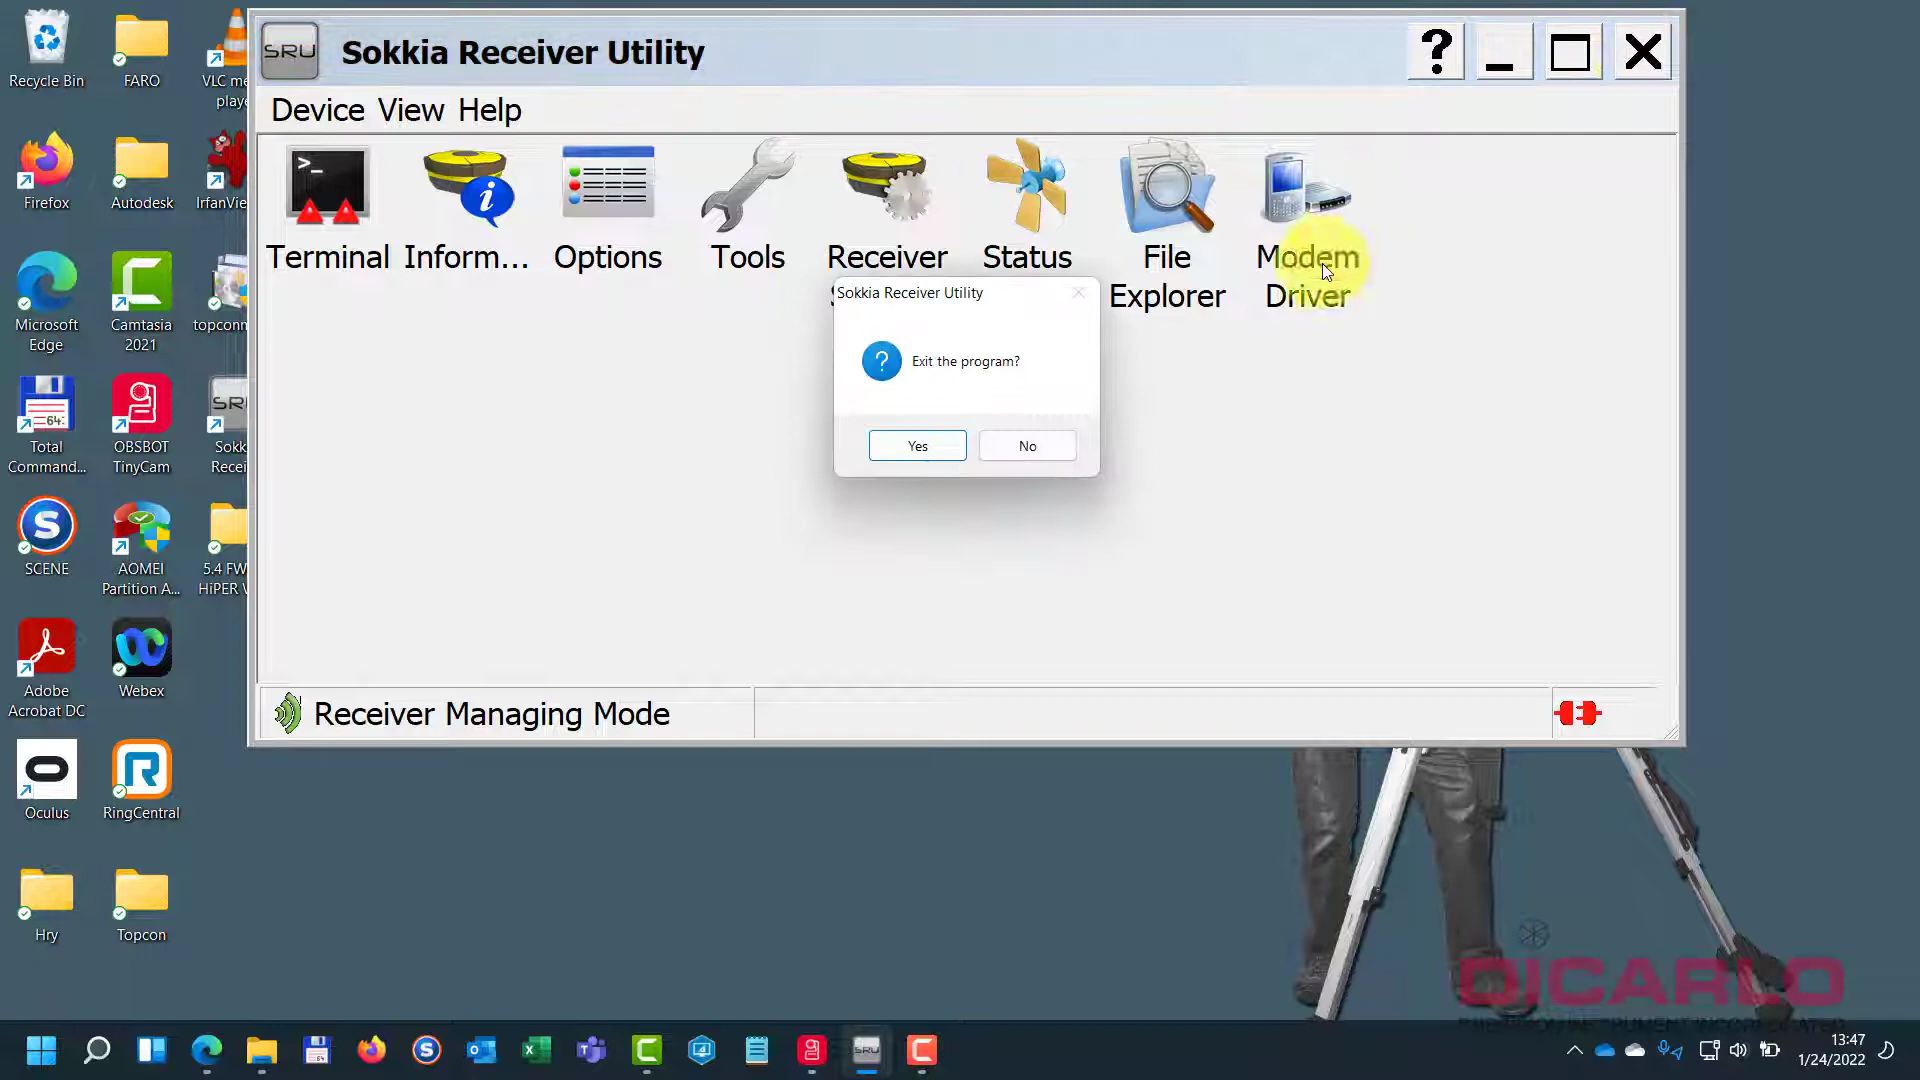 Recycle Bin
FARO
VLC me
playe
Firefox
Autodesk
IrfanVie
Microsoft
Edge
Camtasia
2021
topconn
Total
Command...
OBSBOT
TinyCam
Sokk
Recei
SCENE
AOMEI
Partition A...
5.4 FW
HiPER V
Adobe
Acrobat DC
Webex
Oculus
RingCentral
Hry
Topcon
SRU
Sokkia Receiver Utility
Device View Help
Terminal
Inform...
Options
Tools
Receiver
Status
File
Explorer
Modem
Driver
Sokkia Receiver Utility
Exit the program?
Yes
No
Receiver Managing Mode
DICARLO
13:47
1/24/2022